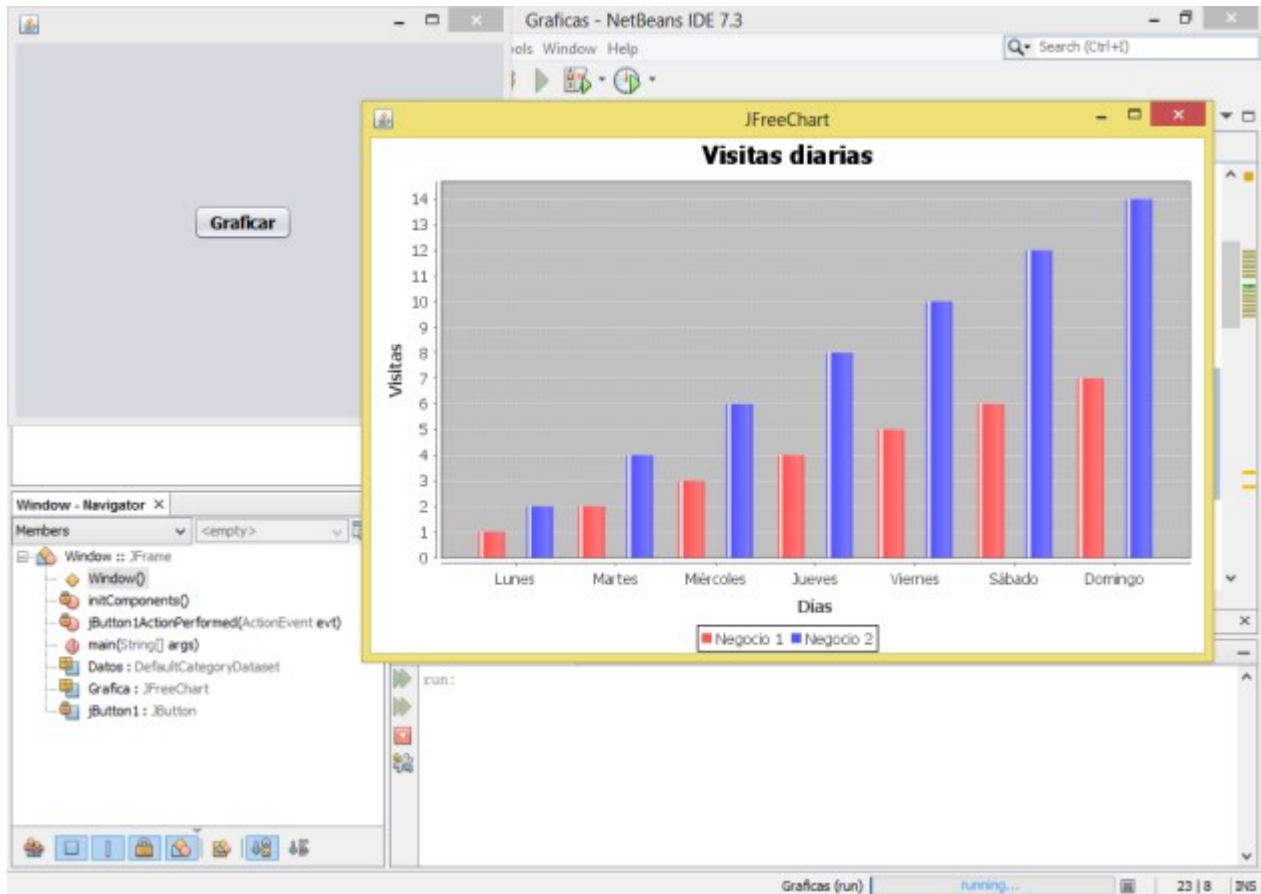 Graficas - NetBeans IDE 7.3
ools Window Help
Search (Ctrl+I)
Graficar
JFreeChart
Visitas diarias
Visitas
14
13
12
11
10
9
8
7
6
5
4
3
2
1
0
Lunes Martes Miércoles Jueves Viernes Sábado Domingo
Días
Negocio 1 Negocio 2
Window - Navigator
Members <empty>
Window :: JFrame
Window()
initComponents()
jButton1ActionPerformed(ActionEvent evt)
main(String[] args)
Datos : DefaultCategoryDataset
Grafica : JFreeChart
jButton1 : JButton
run:
Graficas (run) running... 23 | 8 INS